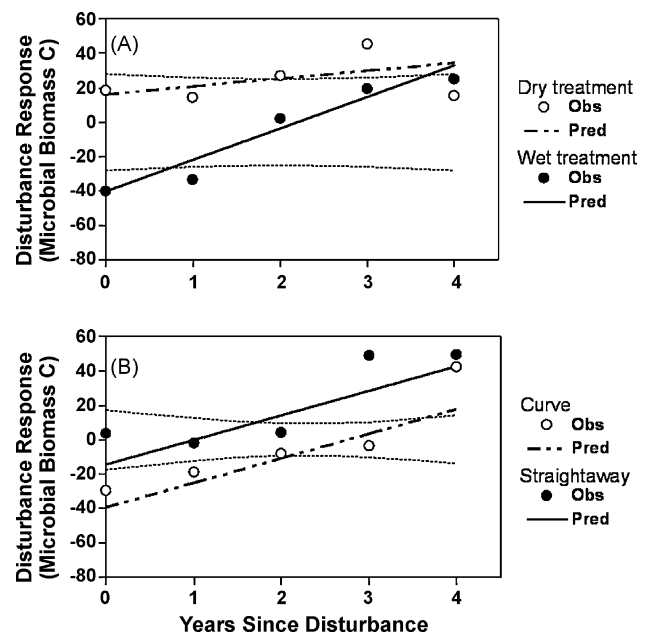 (A)
Disturbance Response
(Microbial Biomass C)
60
40
20
0
-20
-40
-60
-80
0 1 2 3 4
Dry treatment
Obs
Pred
Wet treatment
Obs
Pred
(B)
Disturbance Response
(Microbial Biomass C)
60
40
20
0
-20
-40
-60
-80
0 1 2 3 4
Years Since Disturbance
Curve
Obs
Pred
Straightaway
Obs
Pred